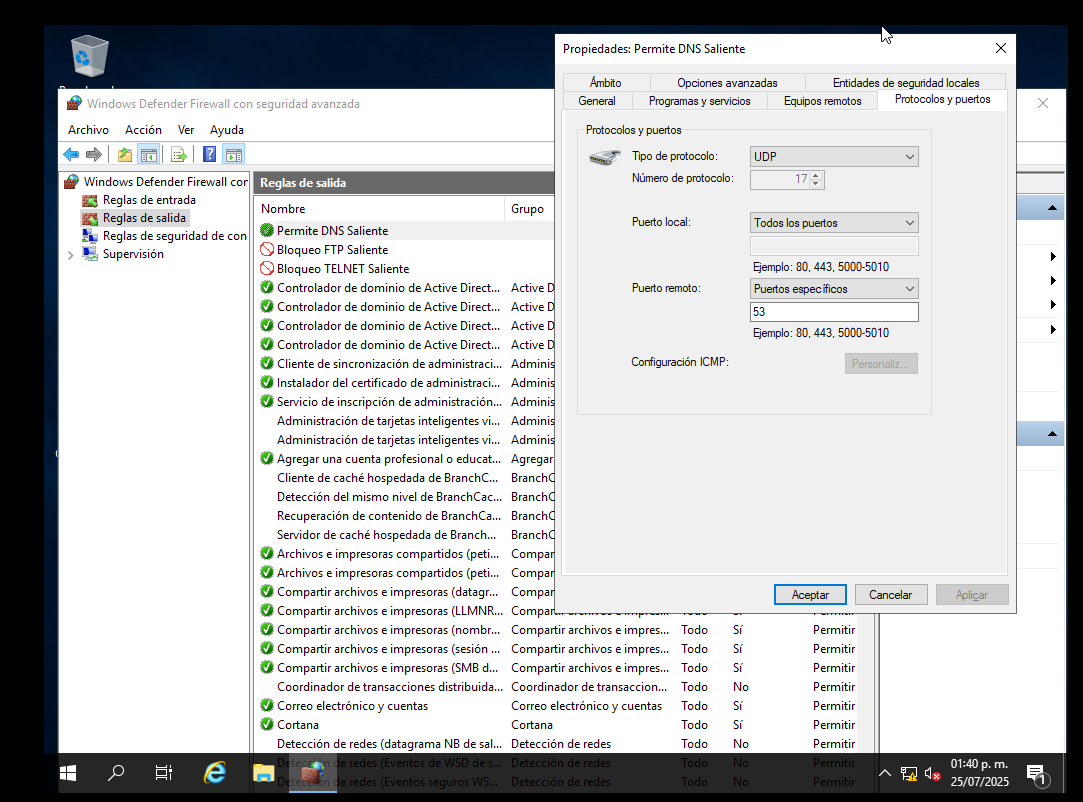 Windows Defender Firewall con seguridad avanzada
Archivo Acción Ver Ayuda
Windows Defender Firewall con
Reglas de entrada
Reglas de salida
Reglas de seguridad de con
Supervisión
Reglas de salida
Nombre Grupo
Permite DNS Saliente
Bloqueo FTP Saliente
Bloqueo TELNET Saliente
Controlador de dominio de Active Direct... Active D
Controlador de dominio de Active Direct... Active D
Controlador de dominio de Active Direct... Active D
Controlador de dominio de Active Direct... Active D
Cliente de sincronización de administraci... Adminis
Instalador del certificado de administraci... Adminis
Servicio de inscripción de administración... Adminis
Administración de tarjetas inteligentes vi... Adminis
Administración de tarjetas inteligentes vi... Adminis
Agregar una cuenta profesional o educat... Agregar
Cliente de caché hospedada de BranchC... BranchC
Detección del mismo nivel de BranchCac... BranchC
Recuperación de contenido de BranchCa... BranchC
Servidor de caché hospedada de Branch... BranchC
Archivos e impresoras compartidos (peti... Compar
Archivos e impresoras compartidos (peti... Compar
Compartir archivos e impresoras (datagr... Compar
Compartir archivos e impresoras (LLMNR...
Compartir archivos e impresoras (nombr... Compartir archivos e impres... Todo Sí Permitir
Compartir archivos e impresoras (sesión ... Compartir archivos e impres... Todo Sí Permitir
Compartir archivos e impresoras (SMB d... Compartir archivos e impres... Todo Sí Permitir
Coordinador de transacciones distribuida... Coordinador de transaccion... Todo No Permitir
Correo electrónico y cuentas Correo electrónico y cuentas Todo Sí Permitir
Cortana Cortana Todo Sí Permitir
Detección de redes (datagrama NB de sal... Detección de redes Todo No Permitir
Detección de redes (Eventos de WSD de s... Detección de redes Todo No Permitir
Detección de redes (Eventos seguros WS... Detección de redes Todo No Permitir
Propiedades: Permite DNS Saliente
Ámbito Opciones avanzadas Entidades de seguridad locales
General Programas y servicios Equipos remotos Protocolos y puertos
Protocolos y puertos
Tipo de protocolo: UDP
Número de protocolo: 17
Puerto local: Todos los puertos
Ejemplo: 80, 443, 5000-5010
Puerto remoto: Puertos específicos
53
Ejemplo: 80, 443, 5000-5010
Configuración ICMP: Personaliz...
Aceptar Cancelar Aplicar
01:40 p. m.
25/07/2025
1